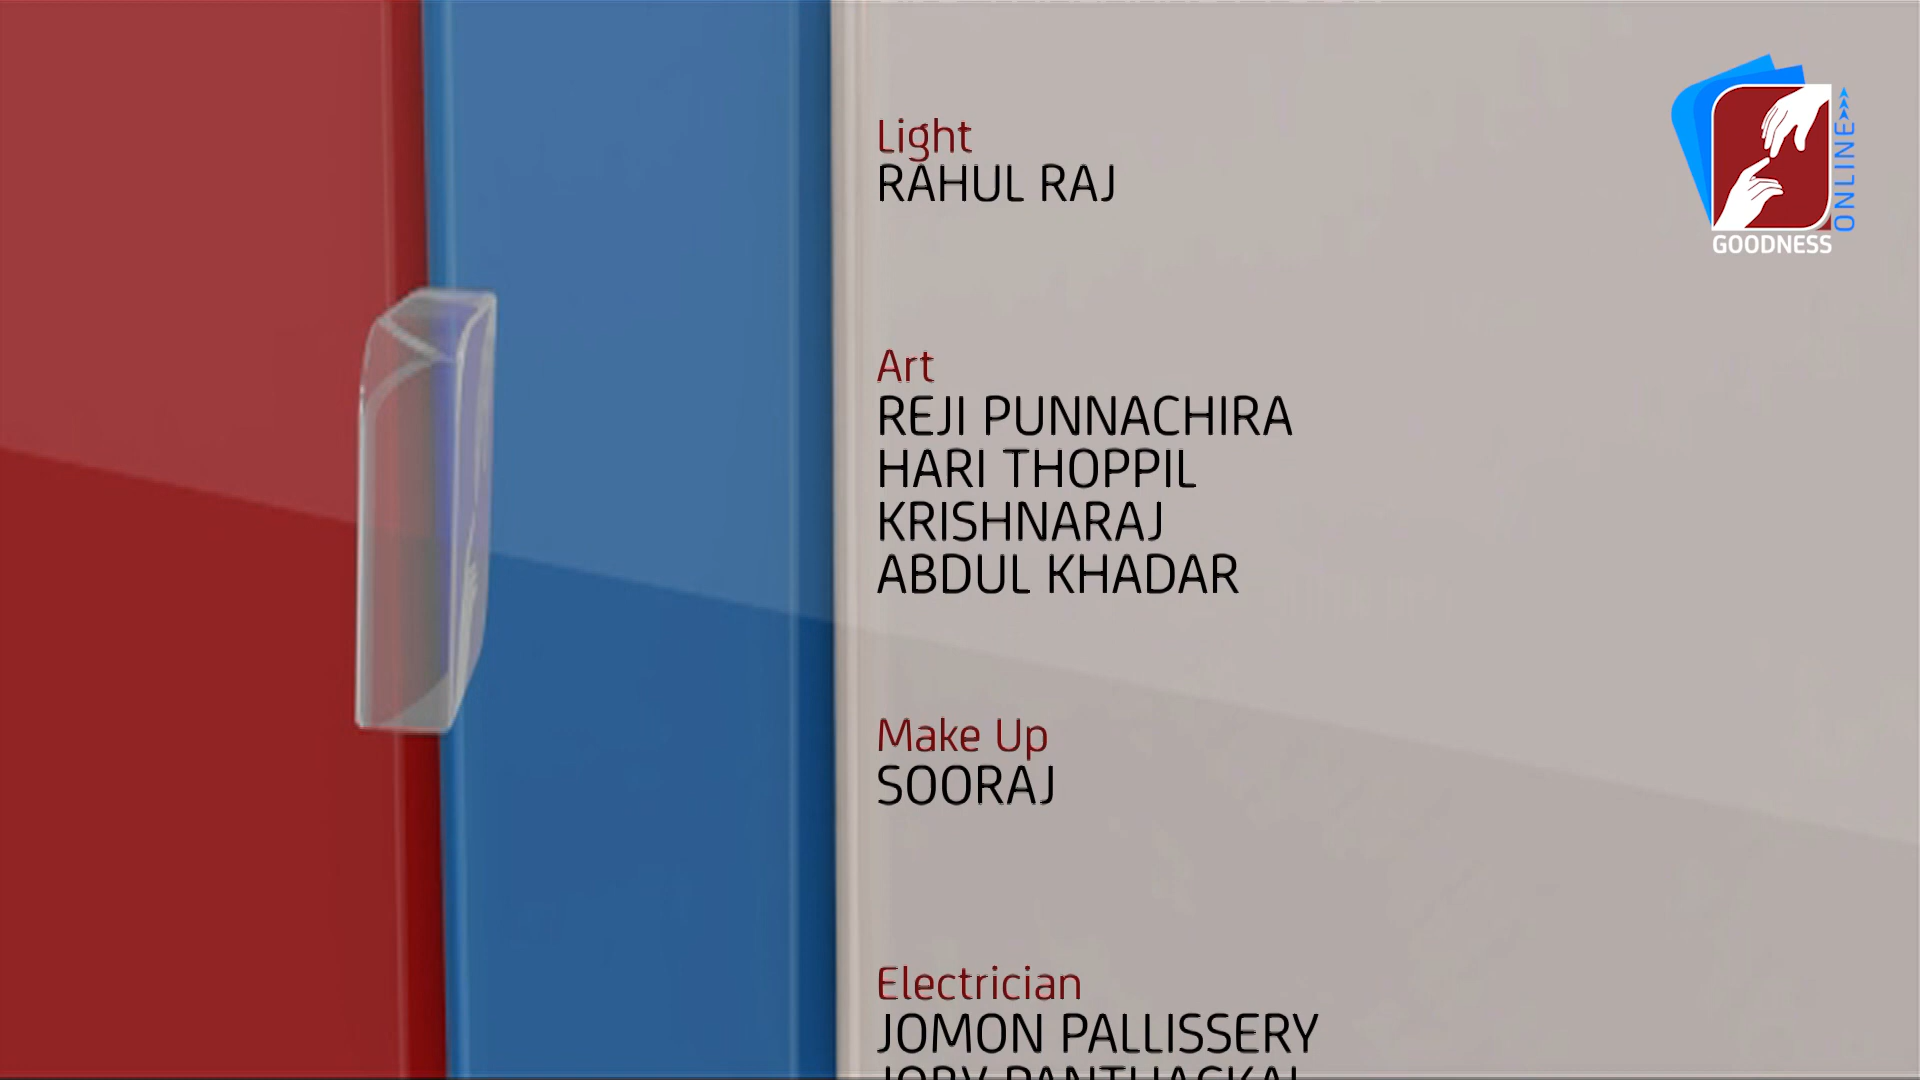 Light
RAHUL RAJ
Art
REJI PUNNACHIRA
HARI THOPPIL
KRISHNARAJ
ABDUL KHADAR
Make Up
SOORAJ
Electrician
JOMON PALLISSERY
GOODNESS
ONLINE